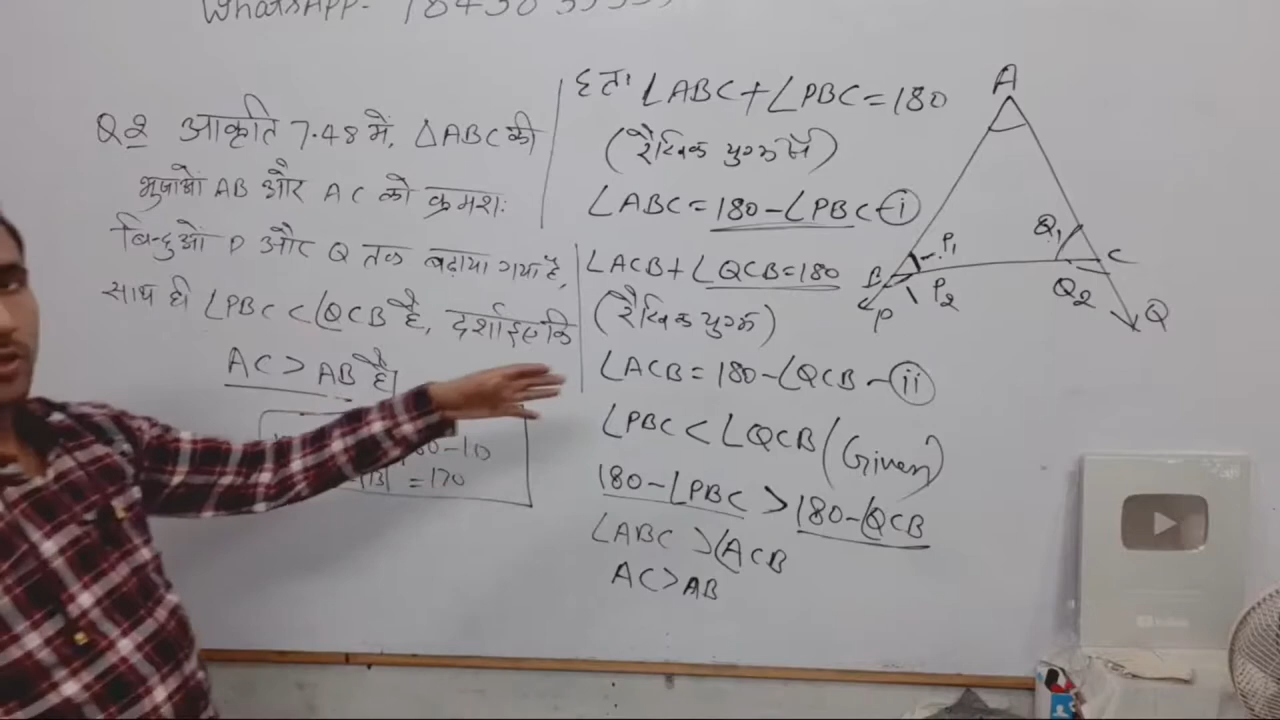 WhatsAPP-
Q2 आकृति 7.48 में, △ABC की
भुजाओं AB और AC को क्रमशः
बिन्दुओं P और Q तक बढ़ाया गया है,
साथ ही ∠PBC < ∠QCB है, दर्शाइए कि
AC > AB है
= 170
हल ∠ABC + ∠PBC = 180
(रैखिक युग्म में)
∠ABC = 180 - ∠PBC - (i)
∠ACB + ∠QCB = 180
(रैखिक युग्म)
∠ACB = 180 - ∠QCB - (ii)
∠PBC < ∠QCB (Given)
180 - ∠PBC > 180 - ∠QCB
∠ABC > ∠ACB
AC > AB
A
Q1
P1
B
C
P2
Q2
P
Q